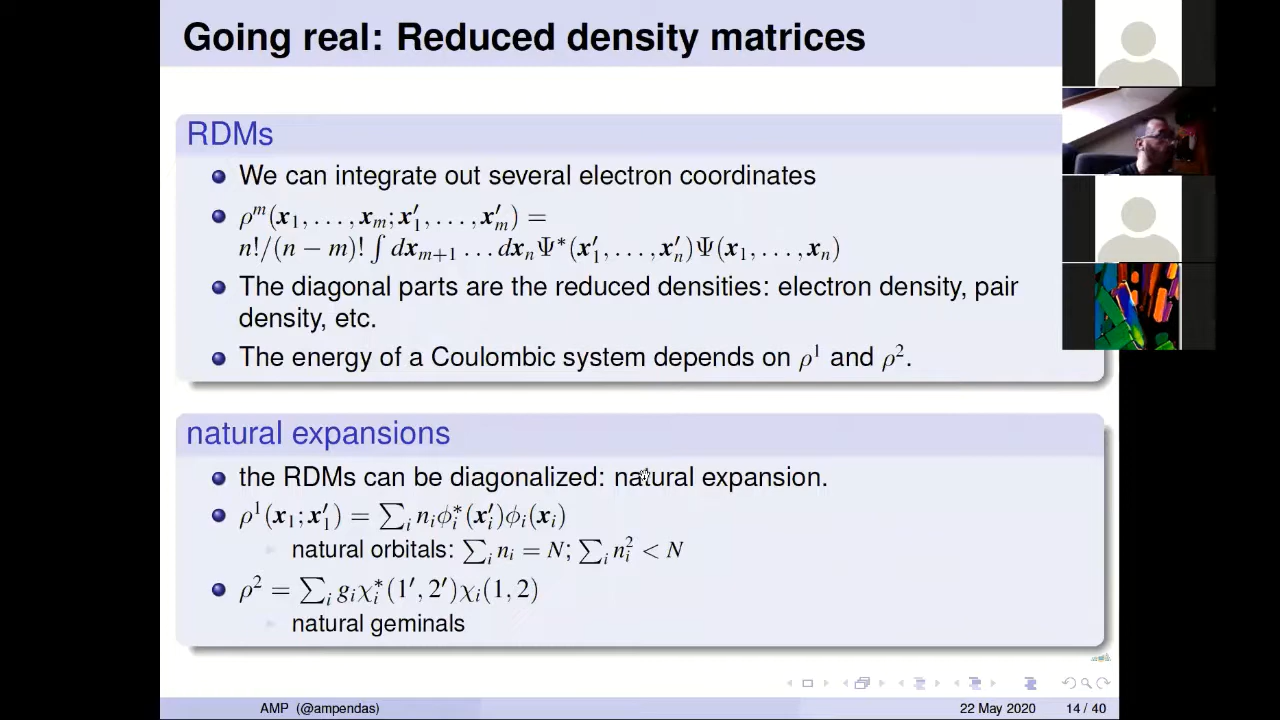 Going real: Reduced density matrices
RDMs
We can integrate out several electron coordinates
ρ^m(x_1, . . . , x_m; x′_1, . . . , x′_m) =
n!/(n − m)! ∫ dx_{m+1} . . . dx_n Ψ*(x′_1, . . . , x′_n)Ψ(x_1, . . . , x_n)
The diagonal parts are the reduced densities: electron density, pair
density, etc.
The energy of a Coulombic system depends on ρ^1 and ρ^2.
natural expansions
the RDMs can be diagonalized: natural expansion.
ρ^1(x_1; x′_1) = ∑_i n_i ϕ*_i(x′_i)ϕ_i(x_i)
natural orbitals: ∑_i n_i = N; ∑_i n_i^2 < N
ρ^2 = ∑_i g_i χ*_i(1′, 2′)χ_i(1, 2)
natural geminals
AMP (@ampendas) 22 May 2020 14 / 40